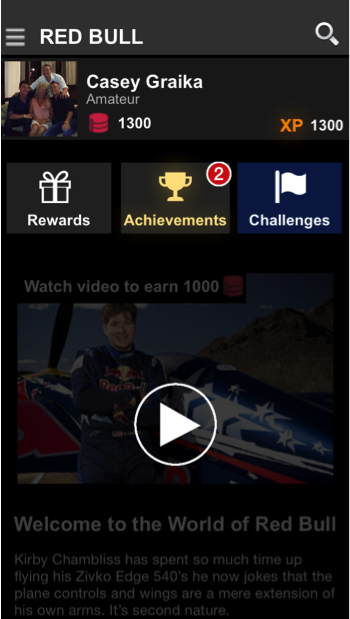 RED BULL
Casey Graika
Amateur
1300
XP 1300
2
Rewards
Achievements
Challenges
Watch video to earn 1000
Red Bull
Welcome to the World of Red Bull
Kirby Chambliss has spent so much time up
flying his Zivko Edge 540's he now jokes that the
plane controls and wings are a mere extension of
his own arms. It's second nature.